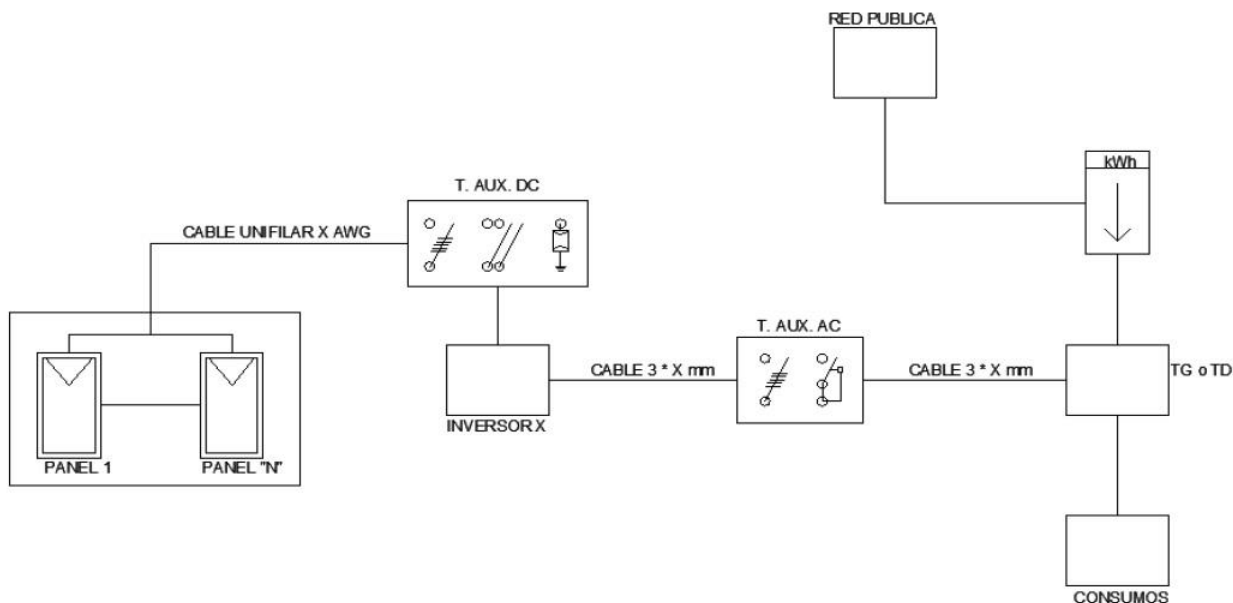 RED PUBLICA
kWh
T. AUX. DC
CABLE UNIFILAR X AWG
T. AUX. AC
CABLE 3 * X mm
CABLE 3 * X mm
TG o TD
INVERSOR X
PANEL 1
PANEL "N"
CONSUMOS